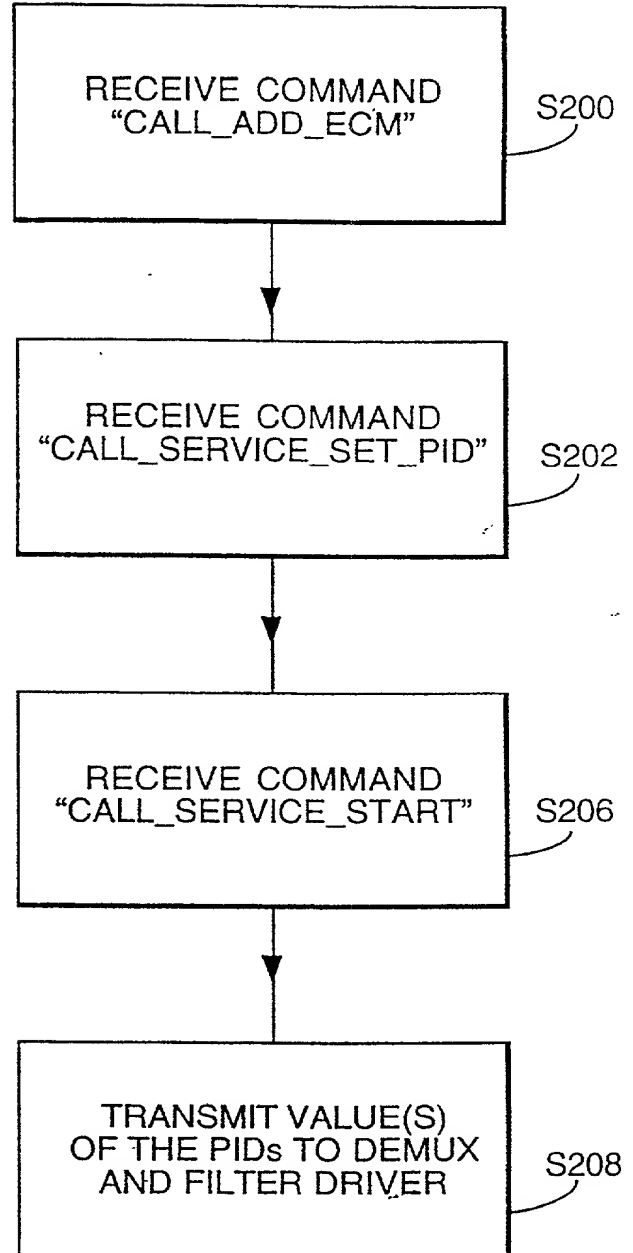 RECEIVE COMMAND
“CALL_ADD_ECM”
S200
RECEIVE COMMAND
“CALL_SERVICE_SET_PID”
S202
RECEIVE COMMAND
“CALL_SERVICE_START”
S206
TRANSMIT VALUE(S)
OF THE PIDs TO DEMUX
AND FILTER DRIVER
S208